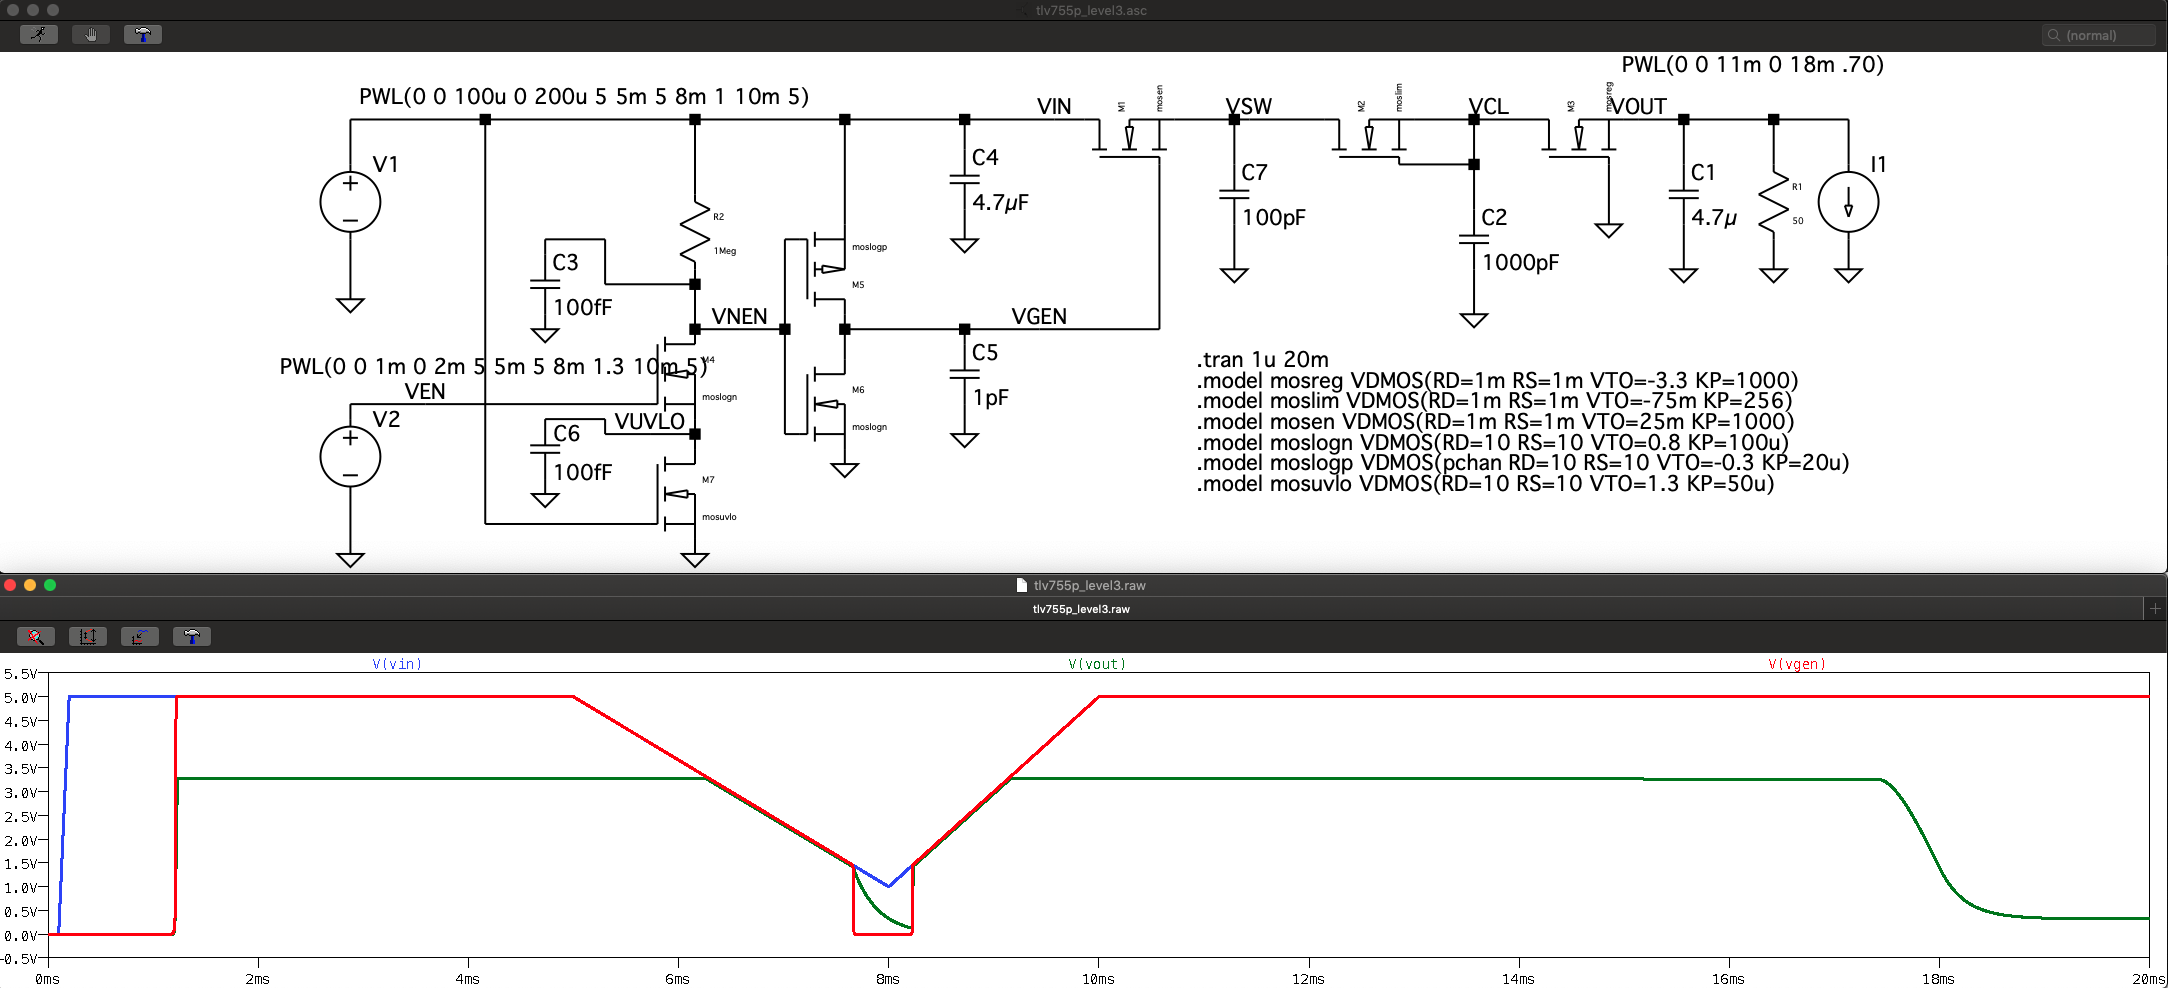 tlv755p_level3.asc
(normal)
PWL(0 0 11m 0 18m .70)
PWL(0 0 100u 0 200u 5 5m 5 8m 1 10m 5)
VIN
M1
mosen
VSW
M2
moslim
VCL
M3
mosreg
VOUT
V1
C4
4.7µF
C7
100pF
C1
4.7µ
R1
50
I1
R2
1Meg
C2
1000pF
C3
100fF
moslogp
M5
VNEN
VGEN
PWL(0 0 1m 0 2m 5 5m 5 8m 1.3 10m 5)
M4
moslogn
VEN
V2
C5
1pF
M6
moslogn
VUVLO
C6
100fF
M7
mosuvlo
.tran 1u 20m
.model mosreg VDMOS(RD=1m RS=1m VTO=-3.3 KP=1000)
.model moslim VDMOS(RD=1m RS=1m VTO=-75m KP=256)
.model mosen VDMOS(RD=1m RS=1m VTO=25m KP=1000)
.model moslogn VDMOS(RD=10 RS=10 VTO=0.8 KP=100u)
.model moslogp VDMOS(pchan RD=10 RS=10 VTO=-0.3 KP=20u)
.model mosuvlo VDMOS(RD=10 RS=10 VTO=1.3 KP=50u)
tlv755p_level3.raw
tlv755p_level3.raw
V(vin)
V(vout)
V(vgen)
5.5V
5.0V
4.5V
4.0V
3.5V
3.0V
2.5V
2.0V
1.5V
1.0V
0.5V
0.0V
-0.5V
0ms
2ms
4ms
6ms
8ms
10ms
12ms
14ms
16ms
18ms
20ms